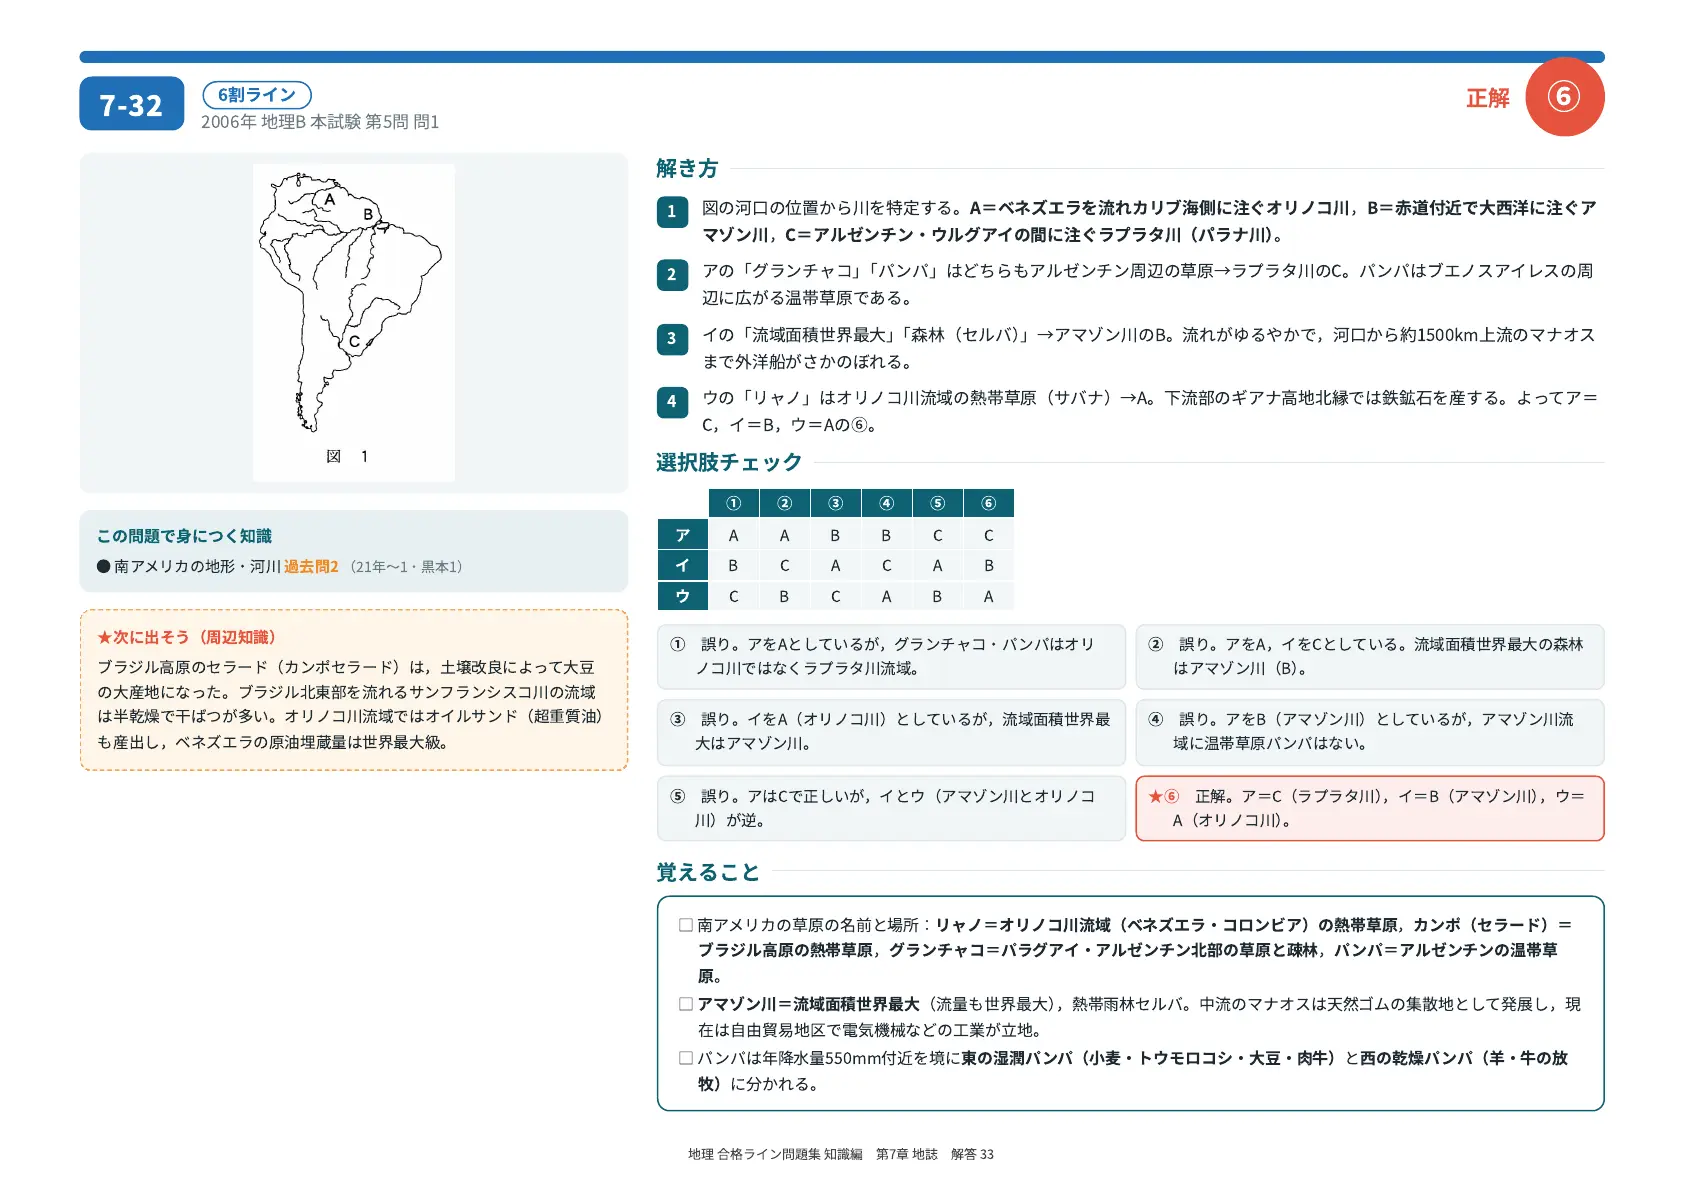 7-32
6割ライン
2006年 地理B 本試験 第5問 問1
正解 ⑥
A
B
C
図 1
この問題で身につく知識
●南アメリカの地形・河川 過去問2 （21年〜1・黒本1）
★次に出そう（周辺知識）
ブラジル高原のセラード（カンポセラード）は，土壌改良によって大豆
の大産地になった。ブラジル北東部を流れるサンフランシスコ川の流域
は半乾燥で干ばつが多い。オリノコ川流域ではオイルサンド（超重質油）
も産出し，ベネズエラの原油埋蔵量は世界最大級。
解き方
1 図の河口の位置から川を特定する。A＝ベネズエラを流れカリブ海側に注ぐオリノコ川，B＝赤道付近で大西洋に注ぐア
マゾン川，C＝アルゼンチン・ウルグアイの間に注ぐラプラタ川（パラナ川）。
2 アの「グランチャコ」「パンパ」はどちらもアルゼンチン周辺の草原→ラプラタ川のC。パンパはブエノスアイレスの周
辺に広がる温帯草原である。
3 イの「流域面積世界最大」「森林（セルバ）」→アマゾン川のB。流れがゆるやかで，河口から約1500km上流のマナオス
まで外洋船がさかのぼれる。
4 ウの「リャノ」はオリノコ川流域の熱帯草原（サバナ）→A。下流部のギアナ高地北縁では鉄鉱石を産する。よってア＝
C，イ＝B，ウ＝Aの⑥。
選択肢チェック
① ② ③ ④ ⑤ ⑥
ア A A B B C C
イ B C A C A B
ウ C B C A B A
① 誤り。アをAとしているが，グランチャコ・パンパはオリ
ノコ川ではなくラプラタ川流域。
② 誤り。アをA，イをCとしている。流域面積世界最大の森林
はアマゾン川（B）。
③ 誤り。イをA（オリノコ川）としているが，流域面積世界最
大はアマゾン川。
④ 誤り。アをB（アマゾン川）としているが，アマゾン川流
域に温帯草原パンパはない。
⑤ 誤り。アはCで正しいが，イとウ（アマゾン川とオリノコ
川）が逆。
★⑥ 正解。ア＝C（ラプラタ川），イ＝B（アマゾン川），ウ＝
A（オリノコ川）。
覚えること
□ 南アメリカの草原の名前と場所：リャノ＝オリノコ川流域（ベネズエラ・コロンビア）の熱帯草原，カンポ（セラード）＝
ブラジル高原の熱帯草原，グランチャコ＝パラグアイ・アルゼンチン北部の草原と疎林，パンパ＝アルゼンチンの温帯草
原。
□ アマゾン川＝流域面積世界最大（流量も世界最大），熱帯雨林セルバ。中流のマナオスは天然ゴムの集散地として発展し，現
在は自由貿易地区で電気機械などの工業が立地。
□ パンパは年降水量550mm付近を境に東の湿潤パンパ（小麦・トウモロコシ・大豆・肉牛）と西の乾燥パンパ（羊・牛の放
牧）に分かれる。
地理 合格ライン問題集 知識編 第7章 地誌 解答 33